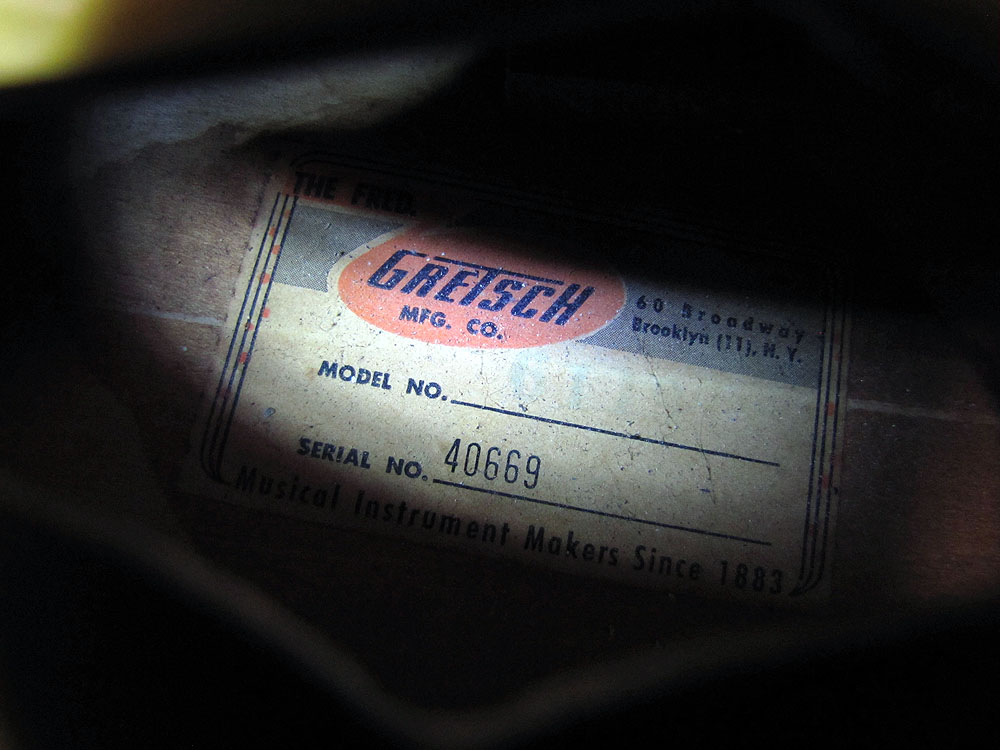 THE FRED.
GRETSCH
MFG. CO.
60 Broadway
Brooklyn (11), N. Y.
MODEL NO.
SERIAL NO. 40669
Musical Instrument Makers Since 1883